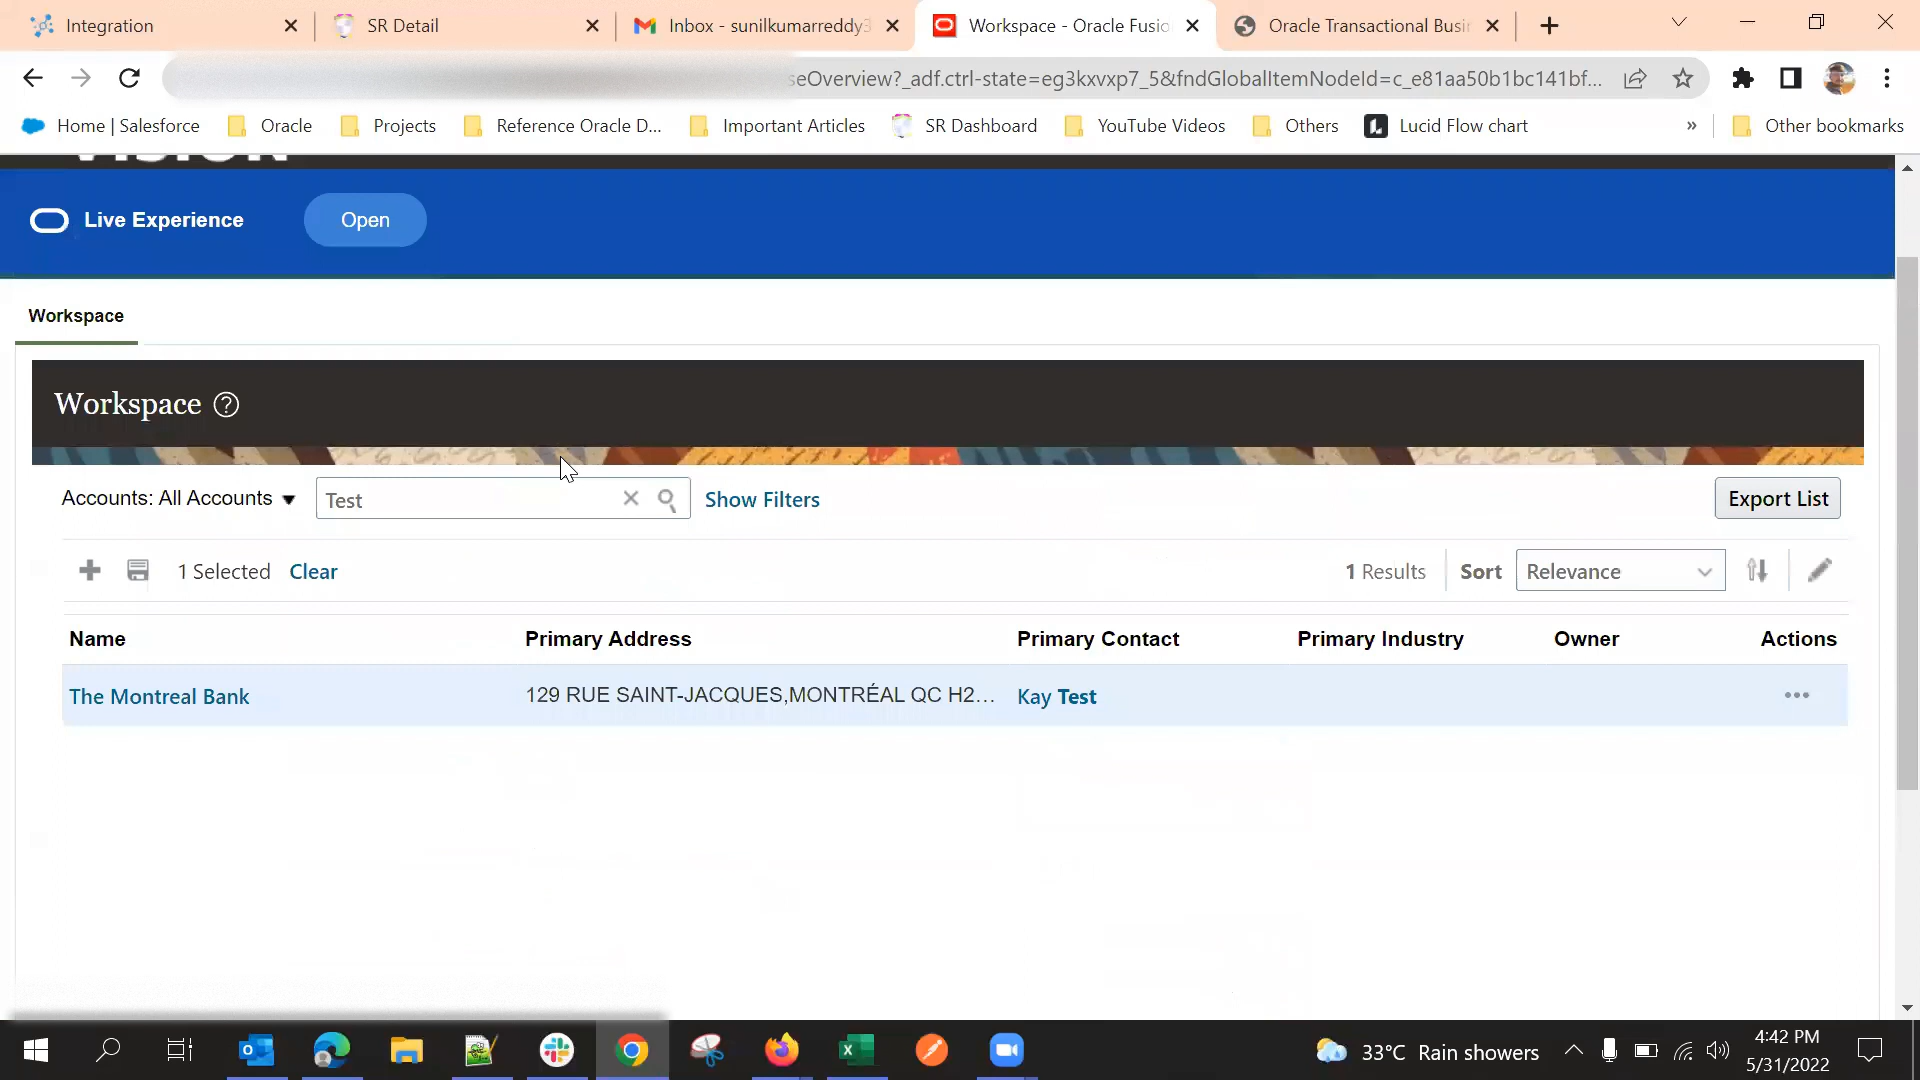 Integration
SR Detail
Inbox - sunilkumarreddy3
Workspace - Oracle Fusio
Oracle Transactional Busi
seOverview?_adf.ctrl-state=eg3kxvxp7_5&fndGlobalItemNodeId=c_e81aa50b1bc141bf...
Home | Salesforce
Oracle
Projects
Reference Oracle D...
Important Articles
SR Dashboard
YouTube Videos
Others
Lucid Flow chart
»
Other bookmarks
VISION
Live Experience
Open
Workspace
Workspace ?
Accounts: All Accounts
Test
Show Filters
Export List
1 Selected
Clear
1 Results
Sort
Relevance
Name
Primary Address
Primary Contact
Primary Industry
Owner
Actions
The Montreal Bank
129 RUE SAINT-JACQUES,MONTRÉAL QC H2...
Kay Test
33°C Rain showers
4:42 PM
5/31/2022